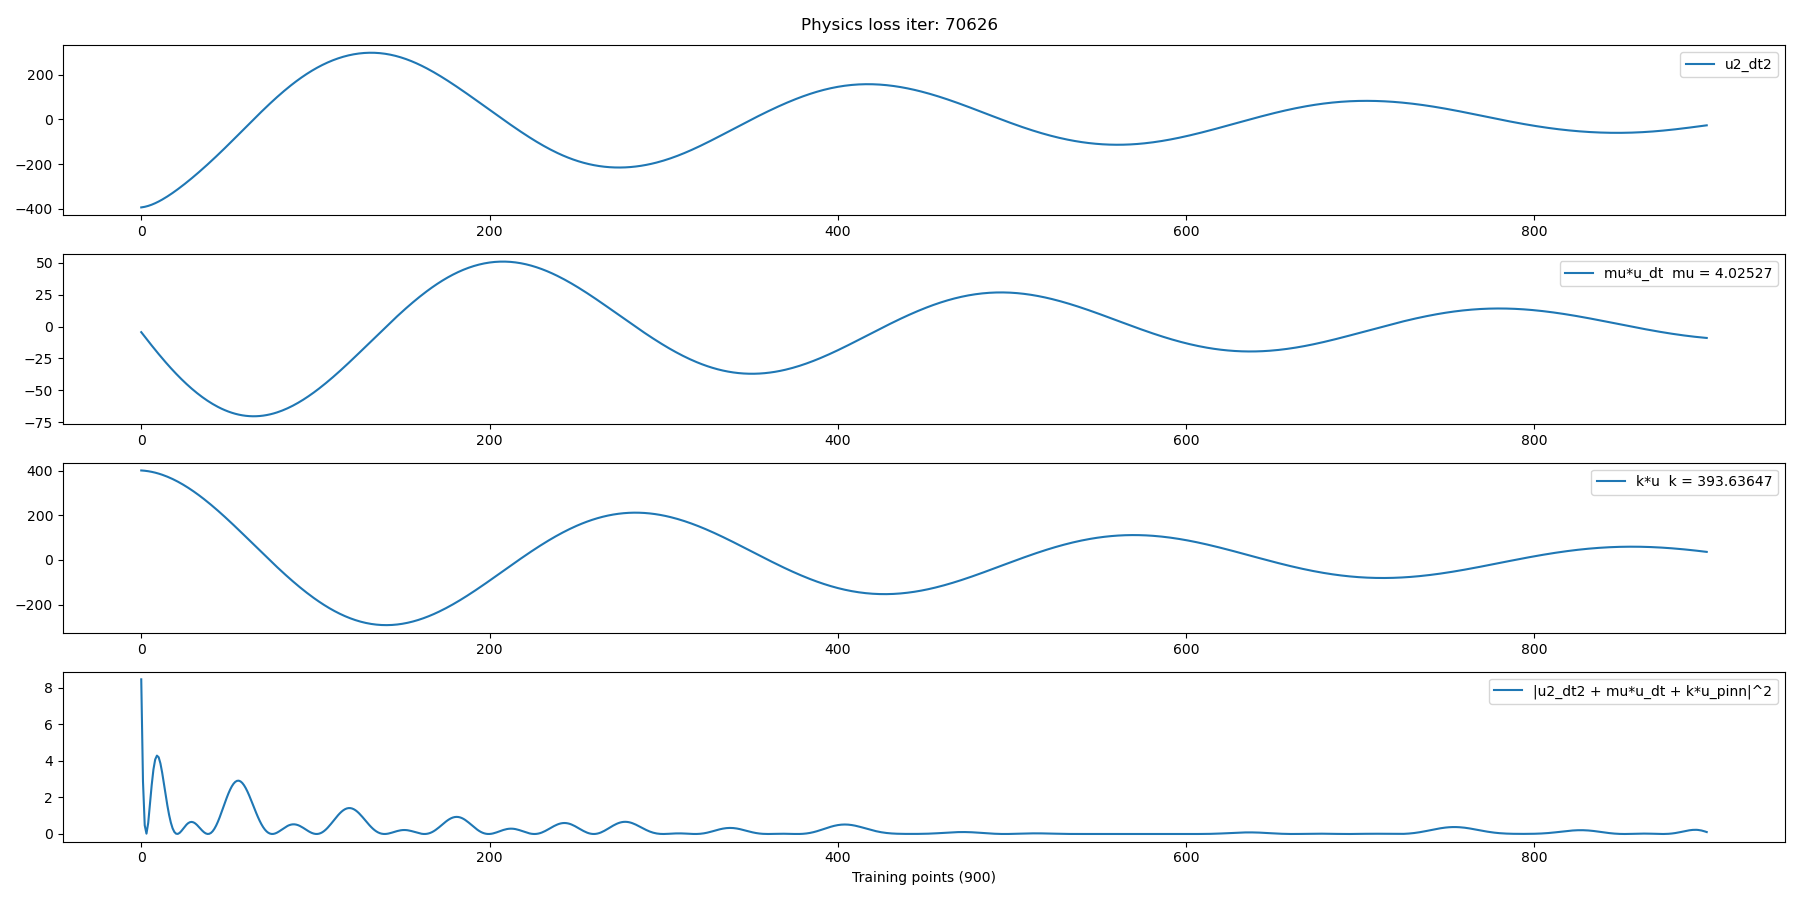 Physics loss iter: 70626
200
0
−200
−400
u2_dt2
0 200 400 600 800
50
25
0
−25
−50
−75
mu*u_dt mu = 4.02527
0 200 400 600 800
400
200
0
−200
k*u k = 393.63647
0 200 400 600 800
8
6
4
2
0
|u2_dt2 + mu*u_dt + k*u_pinn|^2
0 200 400 600 800
Training points (900)